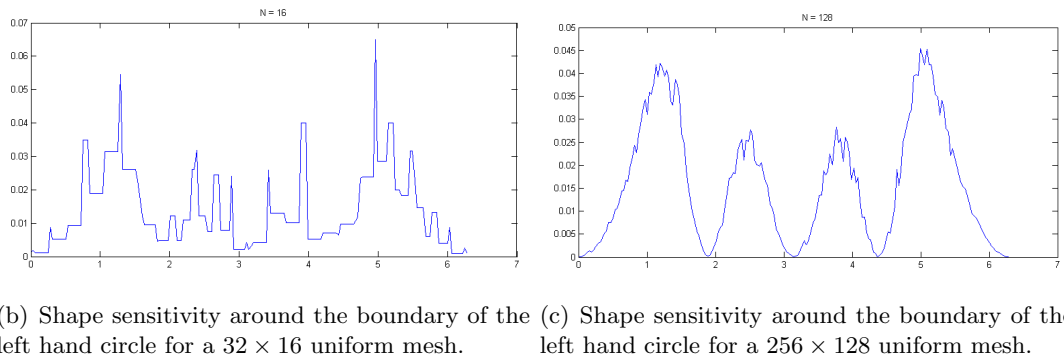 N = 16
0.07
0.06
0.05
0.04
0.03
0.02
0.01
0
0 1 2 3 4 5 6 7
N = 128
0.05
0.045
0.04
0.035
0.03
0.025
0.02
0.015
0.01
0.005
0
0 1 2 3 4 5 6 7
(b) Shape sensitivity around the boundary of the
left hand circle for a 32 × 16 uniform mesh.
(c) Shape sensitivity around the boundary of the
left hand circle for a 256 × 128 uniform mesh.